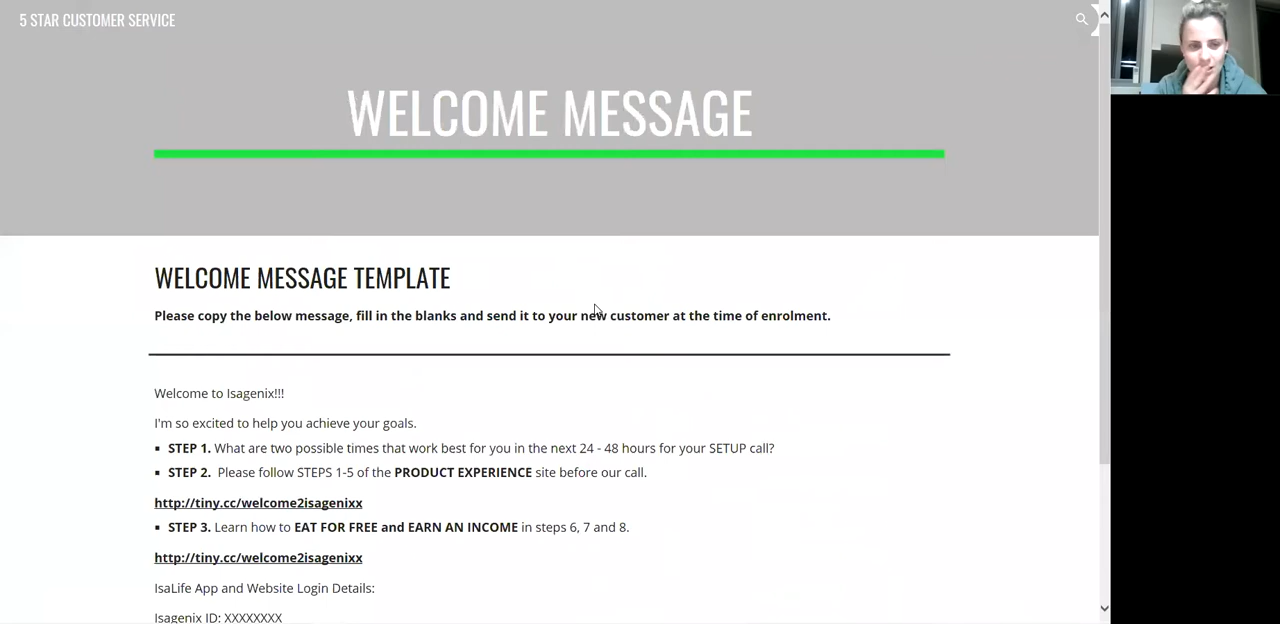 5 STAR CUSTOMER SERVICE
WELCOME MESSAGE
WELCOME MESSAGE TEMPLATE
Please copy the below message, fill in the blanks and send it to your new customer at the time of enrolment.
Welcome to Isagenix!!!
I'm so excited to help you achieve your goals.
▪ STEP 1. What are two possible times that work best for you in the next 24 - 48 hours for your SETUP call?
▪ STEP 2. Please follow STEPS 1-5 of the PRODUCT EXPERIENCE site before our call.
http://tiny.cc/welcome2isagenixx
▪ STEP 3. Learn how to EAT FOR FREE and EARN AN INCOME in steps 6, 7 and 8.
http://tiny.cc/welcome2isagenixx
IsaLife App and Website Login Details:
Isagenix ID: XXXXXXXX